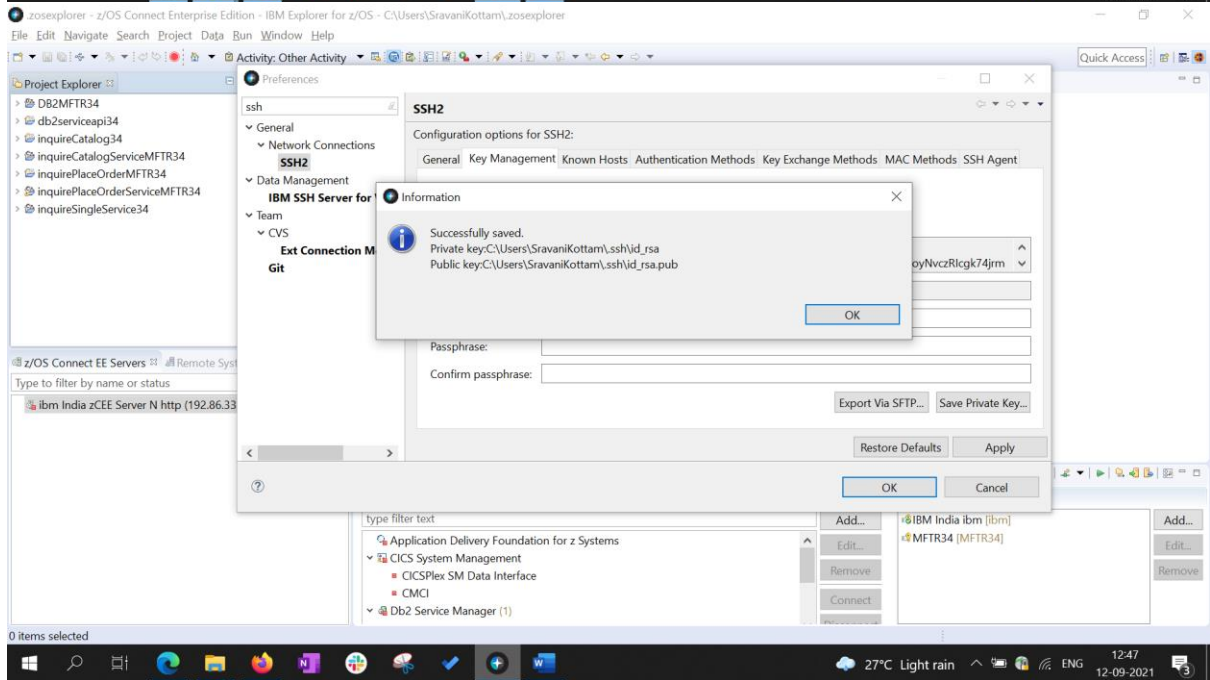 .zosexplorer - z/OS Connect Enterprise Edition - IBM Explorer for z/OS - C:\Users\SravaniKottam\.zosexplorer
File Edit Navigate Search Project Data Run Window Help
Activity: Other Activity
Quick Access
Project Explorer
DB2MFTR34
db2serviceapi34
inquireCatalog34
inquireCatalogServiceMFTR34
inquirePlaceOrderMFTR34
inquirePlaceOrderServiceMFTR34
inquireSingleService34
z/OS Connect EE Servers Remote Syst
Type to filter by name or status
ibm India zCEE Server N http (192.86.33
Preferences
ssh
General
Network Connections
SSH2
Data Management
IBM SSH Server for
Team
CVS
Ext Connection M
Git
SSH2
Configuration options for SSH2:
General Key Management Known Hosts Authentication Methods Key Exchange Methods MAC Methods SSH Agent
Information
Successfully saved.
Private key:C:\Users\SravaniKottam\.ssh\id_rsa
Public key:C:\Users\SravaniKottam\.ssh\id_rsa.pub
OK
oyNvczRIcgk74jrm
Passphrase:
Confirm passphrase:
Export Via SFTP... Save Private Key...
Restore Defaults Apply
OK Cancel
type filter text
Application Delivery Foundation for z Systems
CICS System Management
CICSPlex SM Data Interface
CMCI
Db2 Service Manager (1)
Add...
Edit...
Remove
Connect
IBM India ibm [ibm]
MFTR34 [MFTR34]
Add...
Edit...
Remove
0 items selected
27°C Light rain ENG 12:47
12-09-2021
3